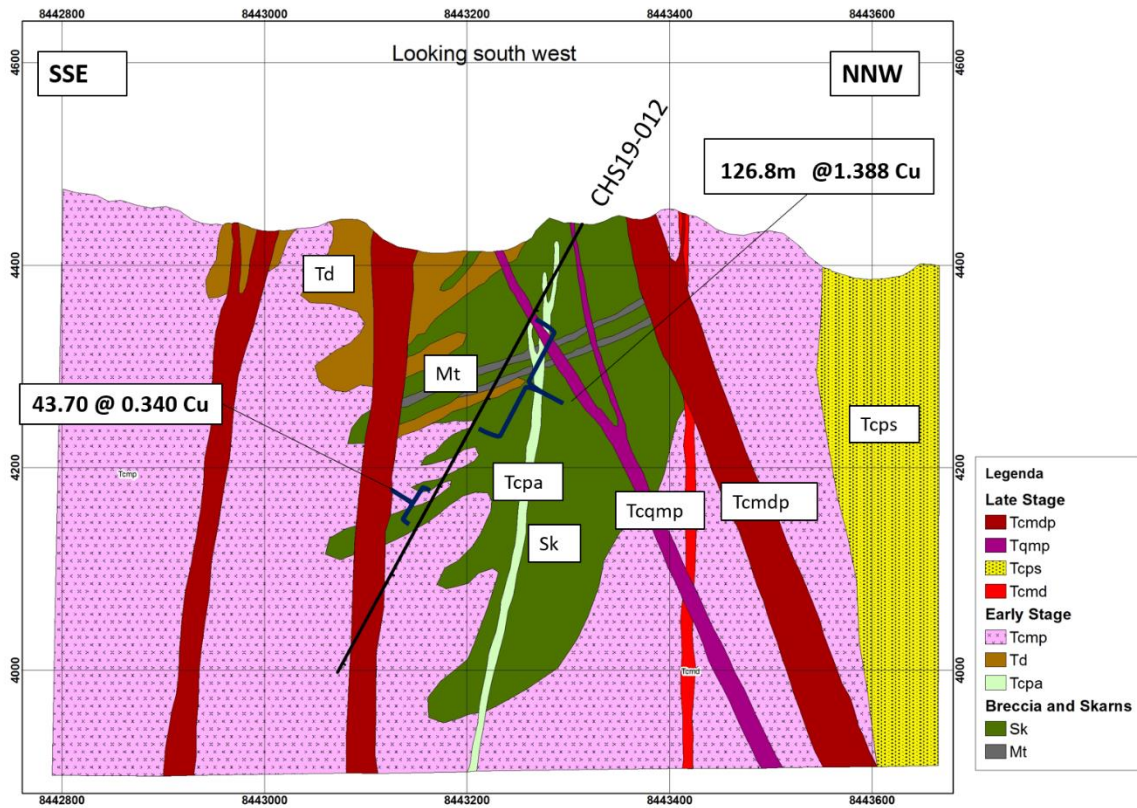 8442800 8443000 8443200 8443400 8443600
4600 4600
Looking south west
SSE
NNW
CHS19-012
126.8m @1.388 Cu
4400 4400
Td
Mt
43.70 @ 0.340 Cu
4200 4200
Tcmp
Tcps
Tcpa
Tcqmp
Tcmdp
Sk
4000 4000
Tcmd
8442800 8443000 8443200 8443400 8443600
Legenda
Late Stage
Tcmdp
Tqmp
Tcps
Tcmd
Early Stage
Tcmp
Td
Tcpa
Breccia and Skarns
Sk
Mt